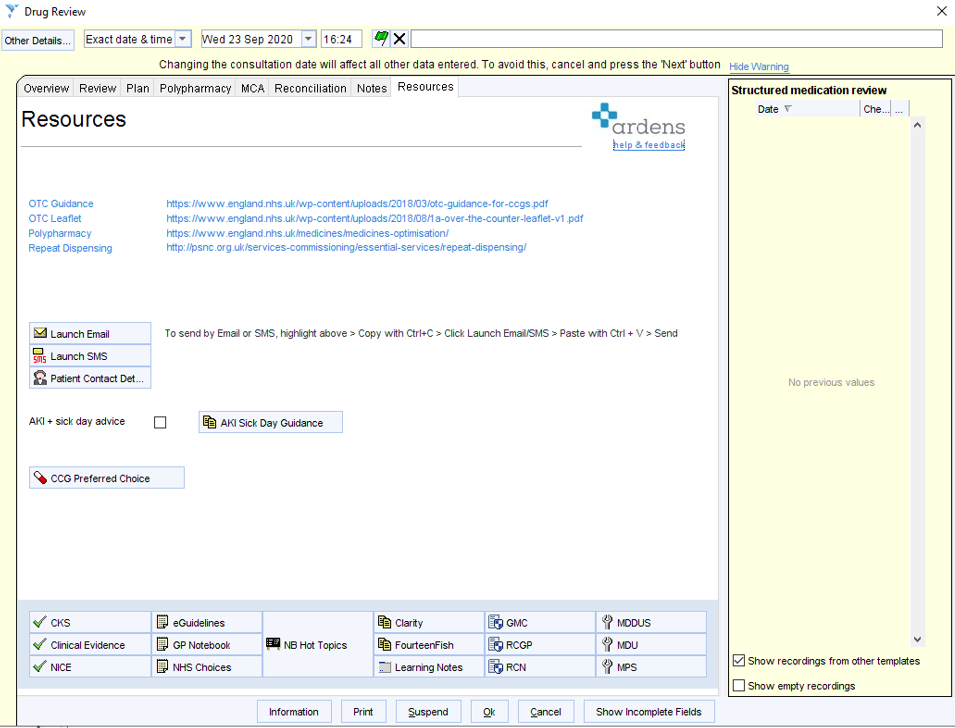 Drug Review
Other Details... Exact date & time Wed 23 Sep 2020 16:24
Changing the consultation date will affect all other data entered. To avoid this, cancel and press the 'Next' button Hide Warning
Overview Review Plan Polypharmacy MCA Reconciliation Notes Resources
Resources
ardens
help & feedback
OTC Guidance https://www.england.nhs.uk/wp-content/uploads/2018/03/otc-guidance-for-ccgs.pdf
OTC Leaflet https://www.england.nhs.uk/wp-content/uploads/2018/08/1a-over-the-counter-leaflet-v1.pdf
Polypharmacy https://www.england.nhs.uk/medicines/medicines-optimisation/
Repeat Dispensing http://psnc.org.uk/services-commissioning/essential-services/repeat-dispensing/
Launch Email To send by Email or SMS, highlight above > Copy with Ctrl+C > Click Launch Email/SMS > Paste with Ctrl + V > Send
SMS Launch SMS
Patient Contact Det...
AKI + sick day advice AKI Sick Day Guidance
CCG Preferred Choice
CKS eGuidelines Clarity GMC MDDUS
Clinical Evidence GP Notebook NB Hot Topics FourteenFish RCGP MDU
NICE NHS Choices Learning Notes RCN MPS
Structured medication review
Date Che... ...
No previous values
Show recordings from other templates
Show empty recordings
Information Print Suspend Ok Cancel Show Incomplete Fields